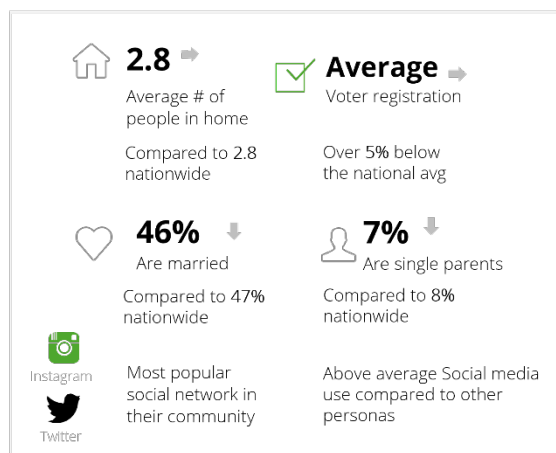 2.8
Average # of
people in home
Compared to 2.8
nationwide
Average
Voter registration
Over 5% below
the national avg
46%
Are married
Compared to 47%
nationwide
7%
Are single parents
Compared to 8%
nationwide
Instagram
Twitter
Most popular
social network in
their community
Above average Social media
use compared to other
personas